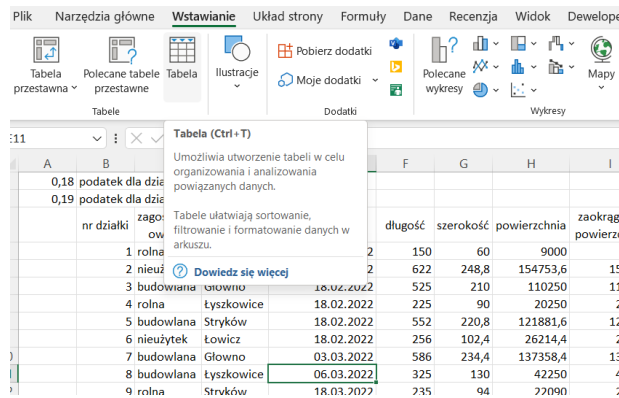 Plik Narzędzia główne Wstawianie Układ strony Formuły Dane Recenzja Widok
Tabela przestawna
Polecane tabele przestawne
Tabela
Ilustracje
Pobierz dodatki
Moje dodatki
Polecane wykresy
Mapy
Tabele Dodatki Wykresy
Tabela (Ctrl+T)
Umożliwia utworzenie tabeli w celu
organizowania i analizowania
powiązanych danych.
Tabele ułatwiają sortowanie,
filtrowanie i formatowanie danych w
arkuszu.
Dowiedz się więcej
A B F G H I
0,18 podatek dla
0,19 podatek dla
nr działki długość szerokość powierzchnia
1 rolna 150 60 9000
2 622 248,8 154753,6
3 budowlana Głowno 18.02.2022 525 210 110250
4 rolna Łyszkowice 18.02.2022 225 90 20250
5 budowlana Stryków 18.02.2022 552 220,8 121881,6
6 nieużytek Łowicz 18.02.2022 256 102,4 26214,4
7 budowlana Głowno 03.03.2022 586 234,4 137358,4
8 budowlana Łyszkowice 06.03.2022 325 130 42250
9 rolna Stryków 18.03.2022 235 94 22090